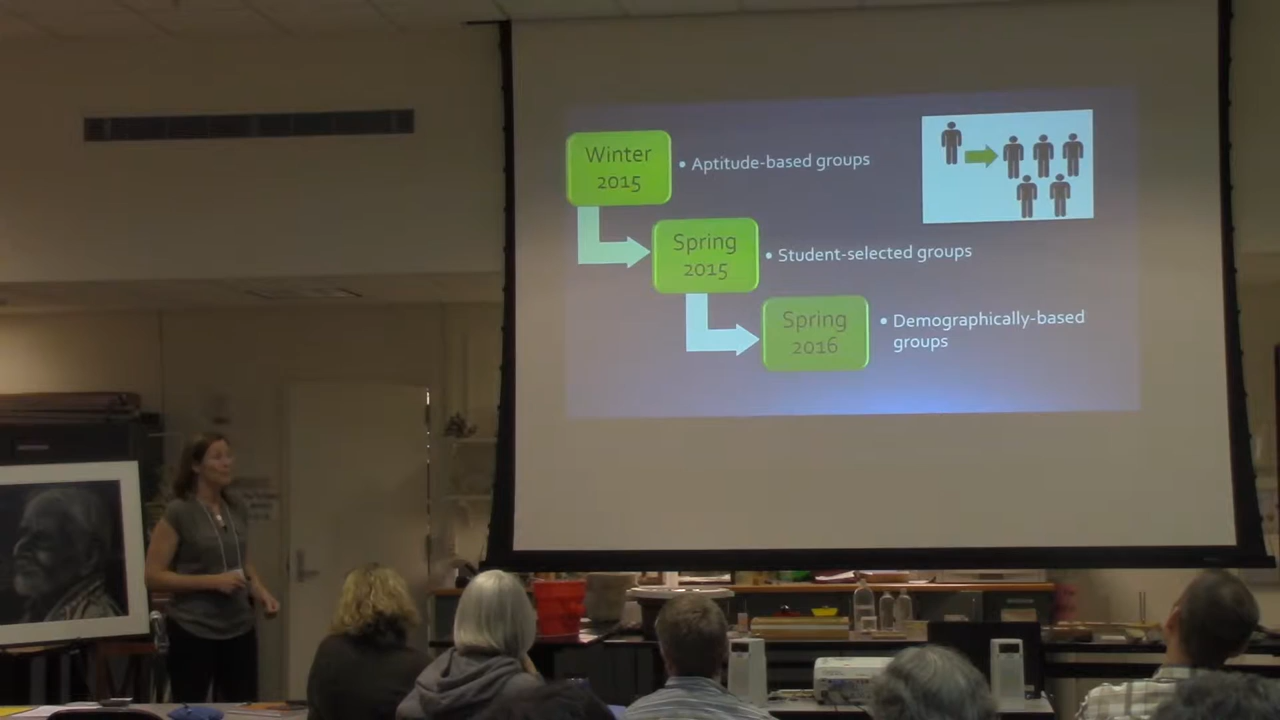 Winter
2015
• Aptitude-based groups
Spring
2015
• Student-selected groups
Spring
2016
• Demographically-based
groups